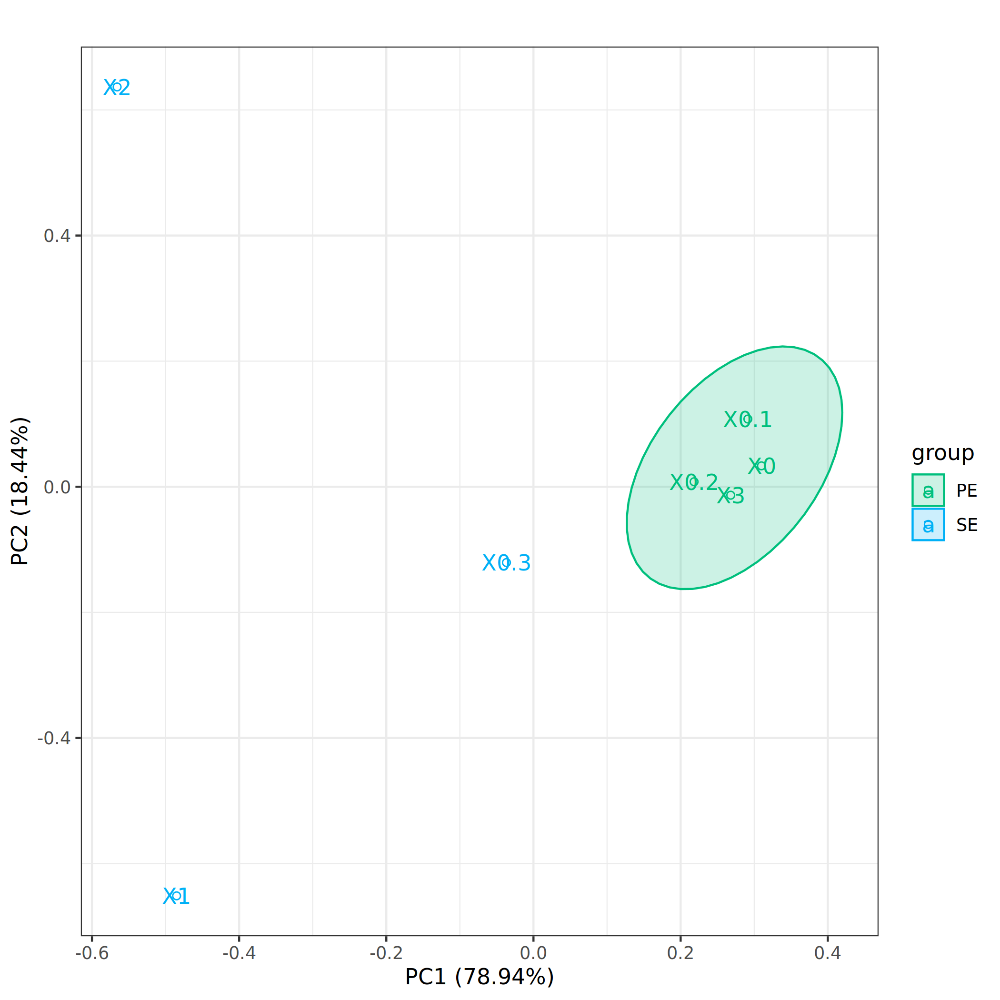 X2
0.4
X0.1
X0
X0.2
X3
0.0
X0.3
-0.4
X1
-0.6
-0.4
-0.2
0.0
0.2
0.4
PC1 (78.94%)
PC2 (18.44%)
group
a PE
a SE